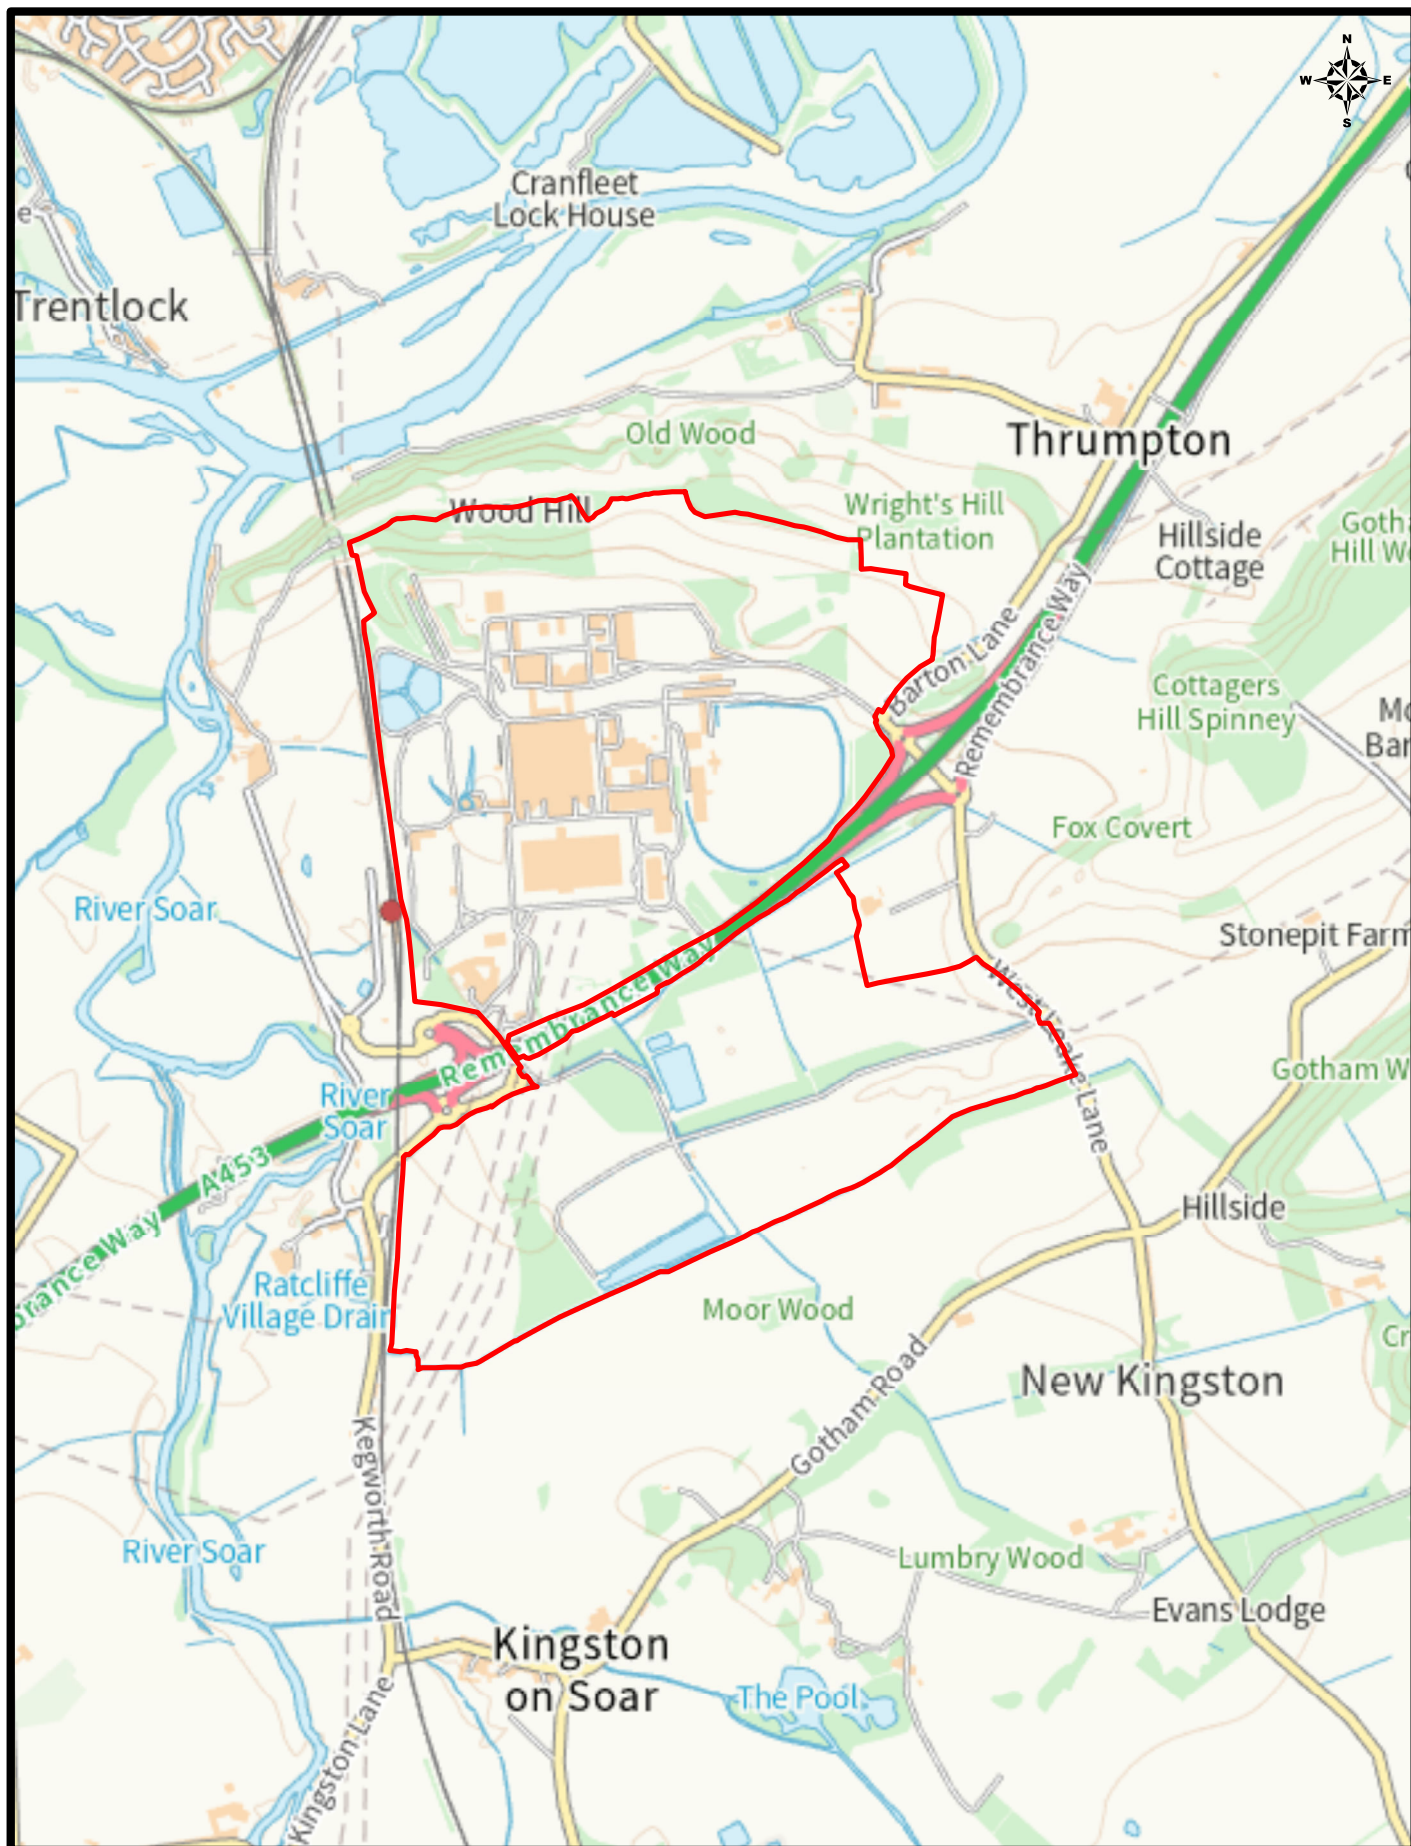 N
W E
S
Cranfleet
Lock House
Trentlock
Old Wood
Thrumpton
Wood Hill
Wright's Hill
Plantation
Hillside
Cottage
Barton Lane
Remembrance Way
Cottagers
Hill Spinney
Fox Covert
River Soar
Stonepit Farm
Remembrance Way
West Leake Lane
River
Soar
A453
Hillside
Ratcliffe
Village Drain
Moor Wood
New Kingston
Gotham Road
Kegworth Road
River Soar
Lumbry Wood
Evans Lodge
Kingston
on Soar
The Pool
Kingston Lane